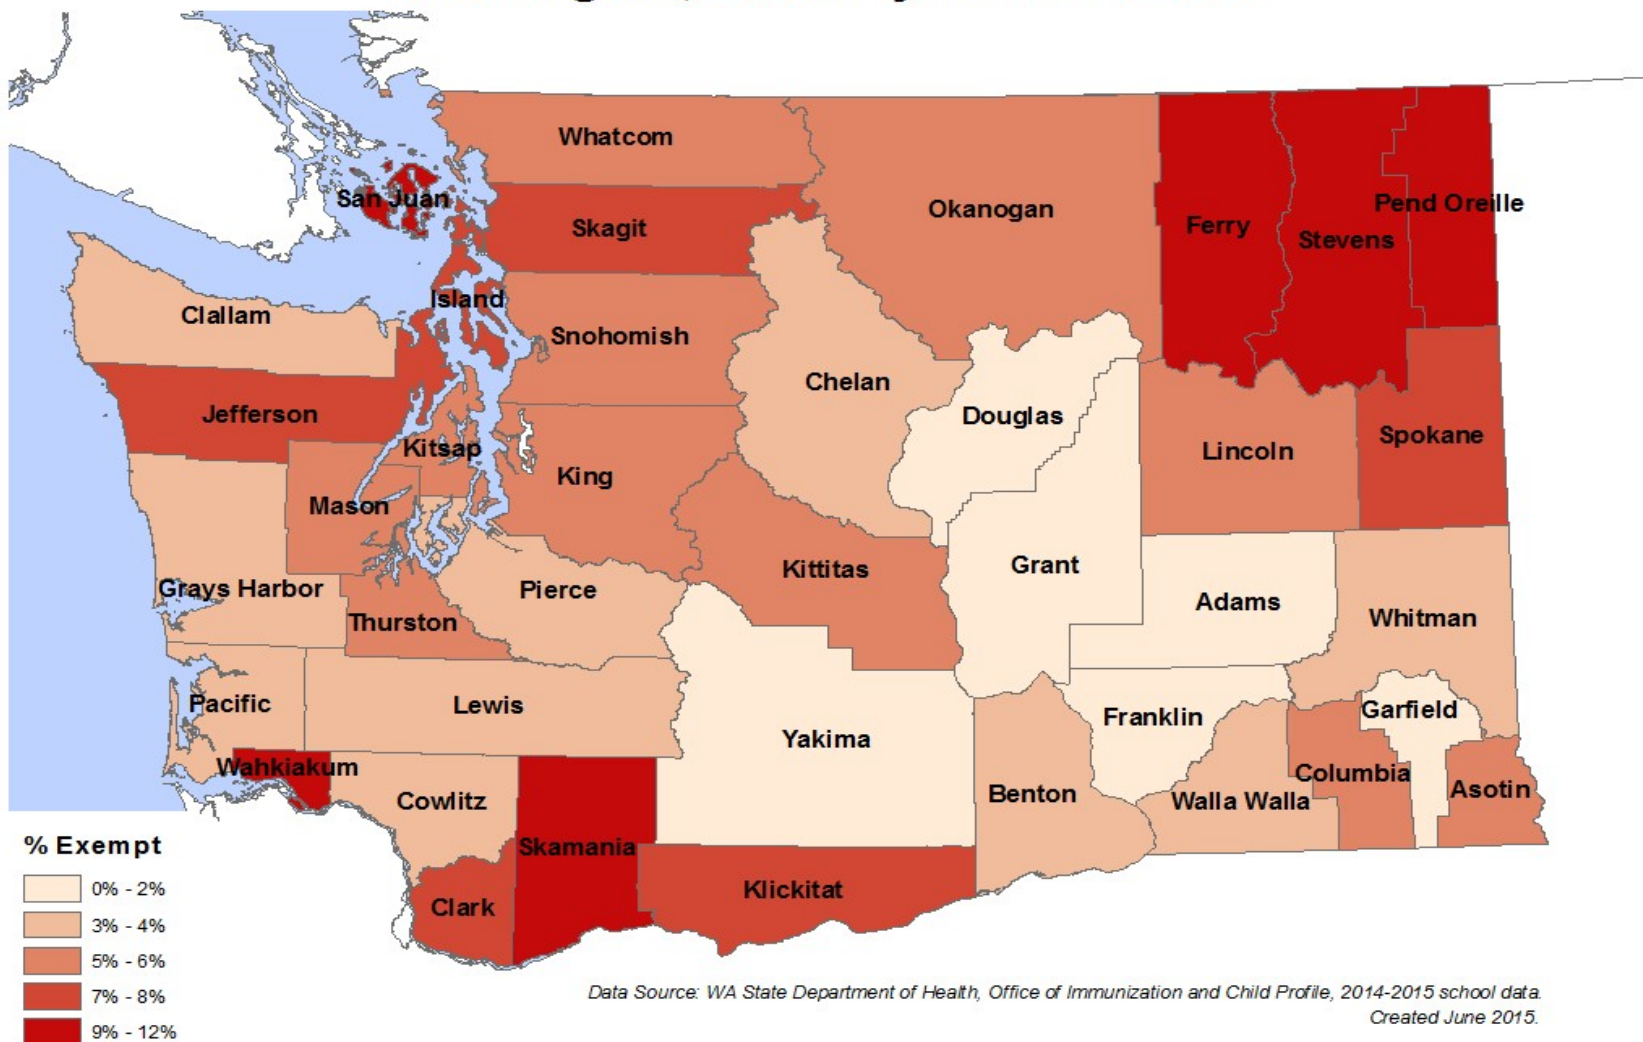 Whatcom
San Juan
Skagit
Okanogan
Ferry
Pend Oreille
Stevens
Island
Clallam
Snohomish
Chelan
Jefferson
Douglas
Kitsap
Lincoln
Spokane
King
Mason
Kittitas
Grant
Grays Harbor
Pierce
Adams
Whitman
Thurston
Pacific
Lewis
Yakima
Franklin
Garfield
Wahkiakum
Cowlitz
Benton
Walla Walla
Columbia
Asotin
Skamania
Clark
Klickitat
% Exempt
0% - 2%
3% - 4%
5% - 6%
7% - 8%
9% - 12%
Data Source: WA State Department of Health, Office of Immunization and Child Profile, 2014-2015 school data.
Created June 2015.